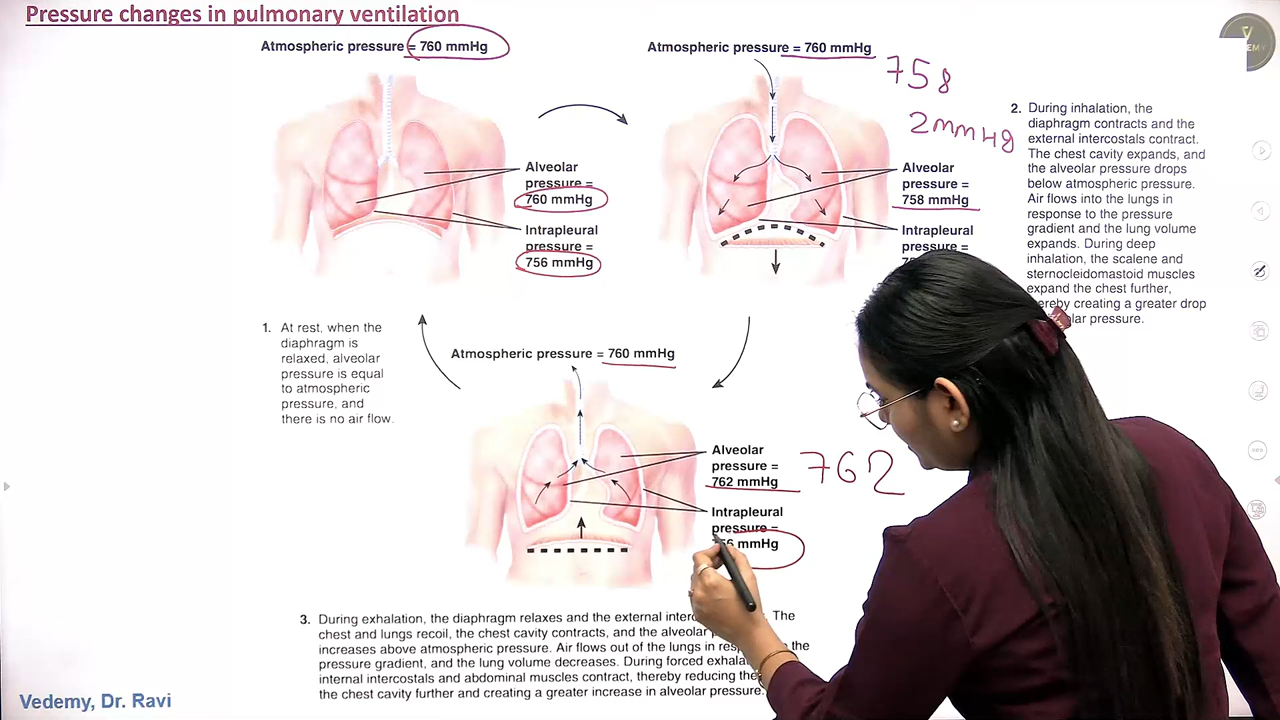 Pressure changes in pulmonary ventilation
Atmospheric pressure = 760 mmHg
Alveolar
pressure =
760 mmHg
Intrapleural
pressure =
756 mmHg
1. At rest, when the
diaphragm is
relaxed, alveolar
pressure is equal
to atmospheric
pressure, and
there is no air flow.
Atmospheric pressure = 760 mmHg
758
2mmHg
Alveolar
pressure =
758 mmHg
Intrapleural
pressure =
2. During inhalation, the
diaphragm contracts and the
external intercostals contract.
The chest cavity expands, and
the alveolar pressure drops
below atmospheric pressure.
Air flows into the lungs in
response to the pressure
gradient and the lung volume
expands. During deep
inhalation, the scalene and
sternocleidomastoid muscles
expand the chest further,
creating a greater drop
pressure.
Atmospheric pressure = 760 mmHg
Alveolar
pressure =
762 mmHg
762
Intrapleural
pressure =
mmHg
3. During exhalation, the diaphragm relaxes and the external The
chest and lungs recoil, the chest cavity contracts, and the alveolar
increases above atmospheric pressure. Air flows out of the lungs in the
pressure gradient, and the lung volume decreases. During forced
internal intercostals and abdominal muscles contract, thereby reducing
the chest cavity further and creating a greater increase in alveolar pressure.
Vedemy, Dr. Ravi